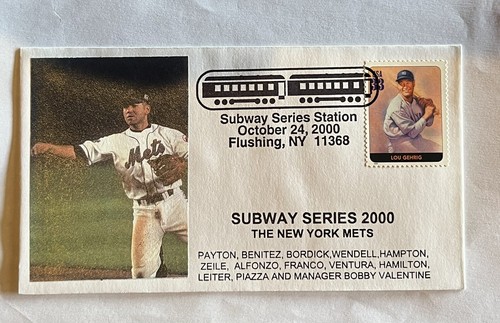 Subway Series Station
October 24, 2000
Flushing, NY 11368
33
LOU GEHRIG
Mets
SUBWAY SERIES 2000
THE NEW YORK METS
PAYTON, BENITEZ, BORDICK,WENDELL,HAMPTON,
ZEILE, ALFONZO, FRANCO, VENTURA, HAMILTON,
LEITER, PIAZZA AND MANAGER BOBBY VALENTINE